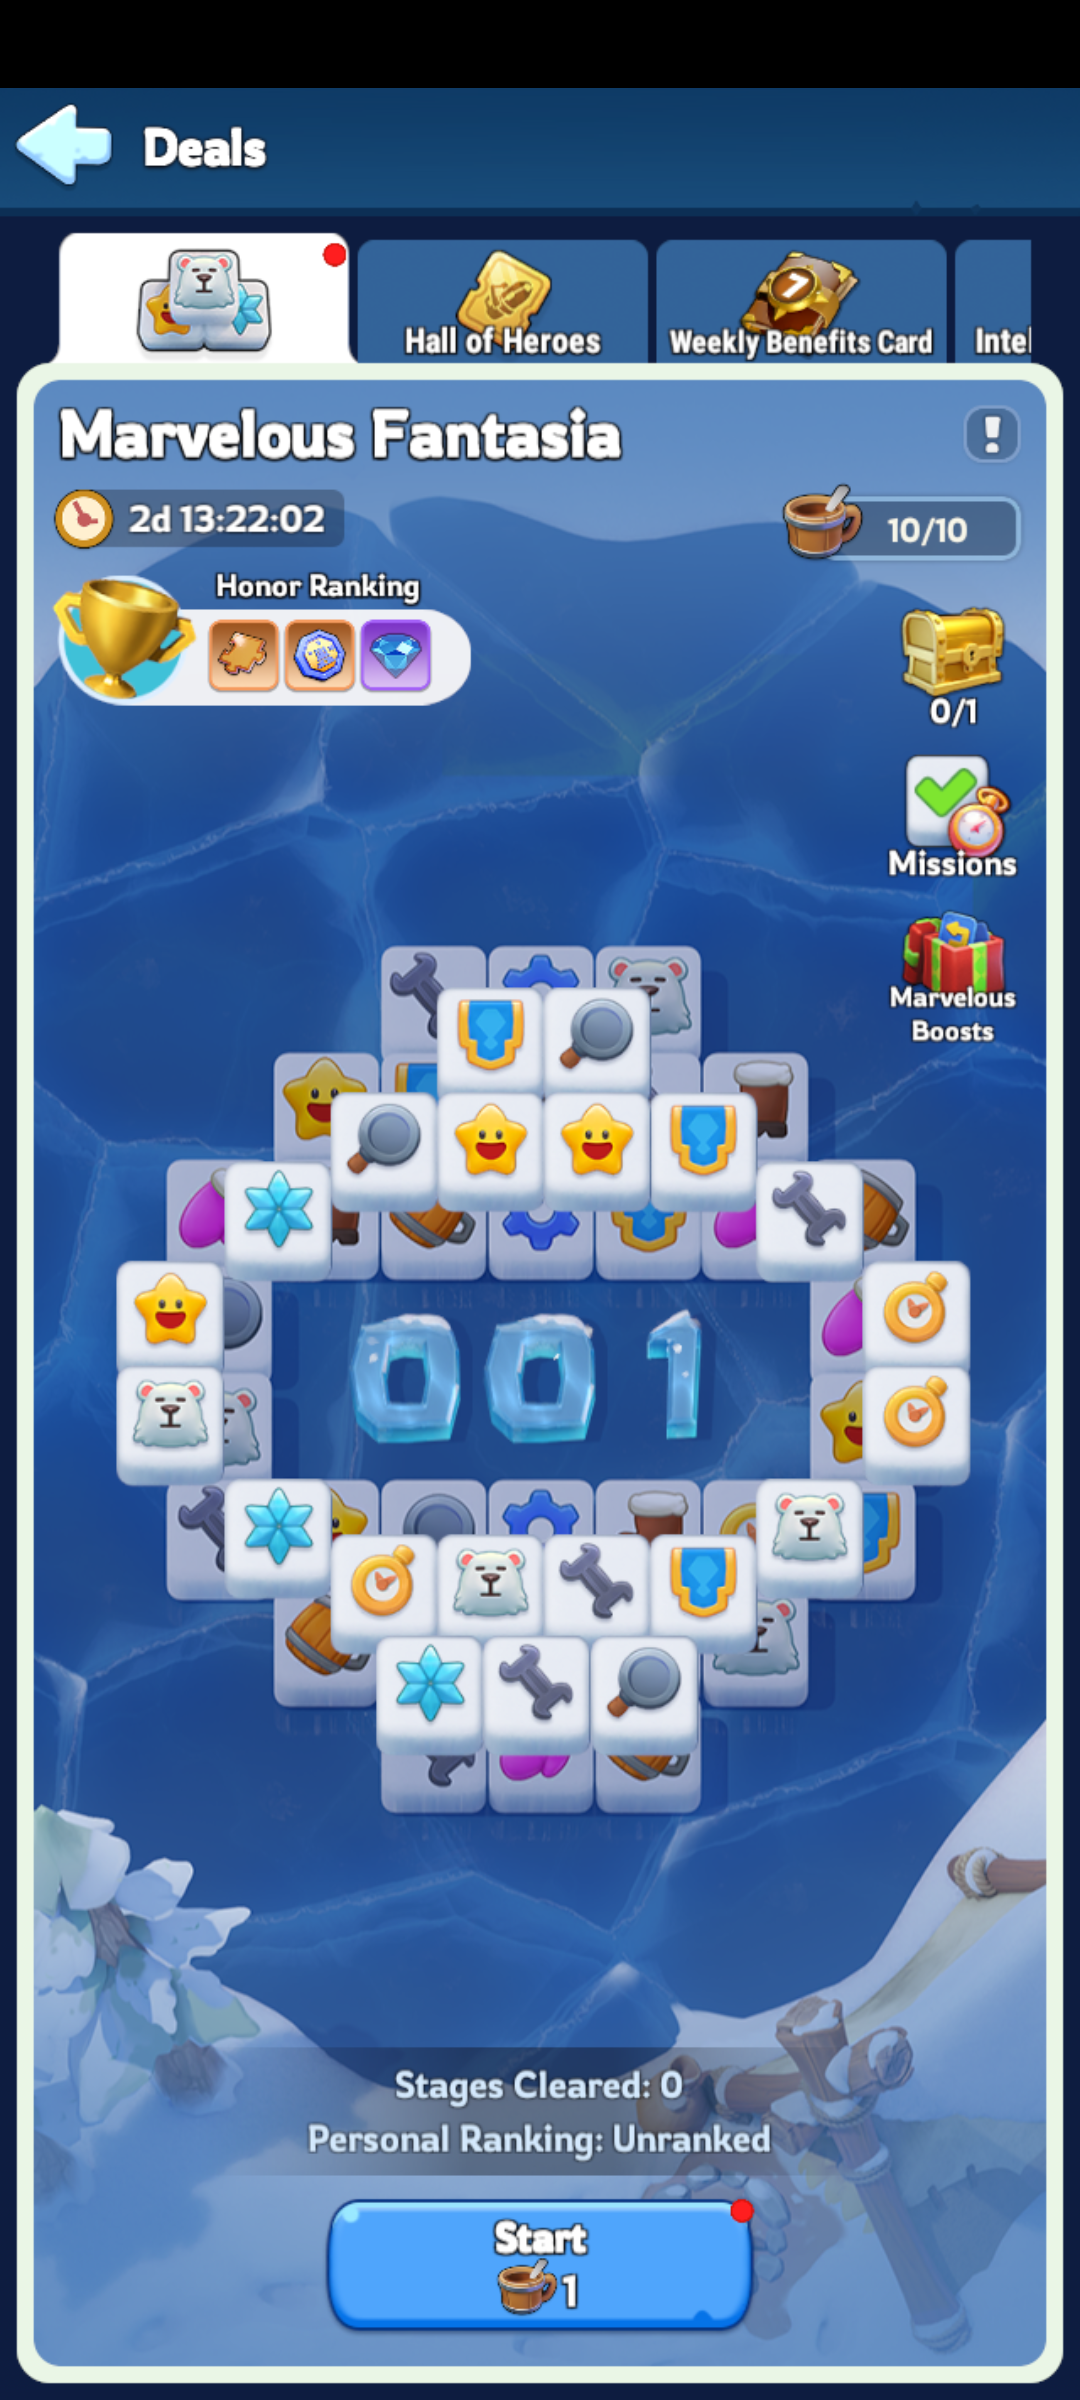 Deals
Hall of Heroes
Weekly Benefits Card
Intel
Marvelous Fantasia
2d 13:22:02
10/10
Honor Ranking
0/1
Missions
Marvelous
Boosts
001
Stages Cleared: 0
Personal Ranking: Unranked
Start
1